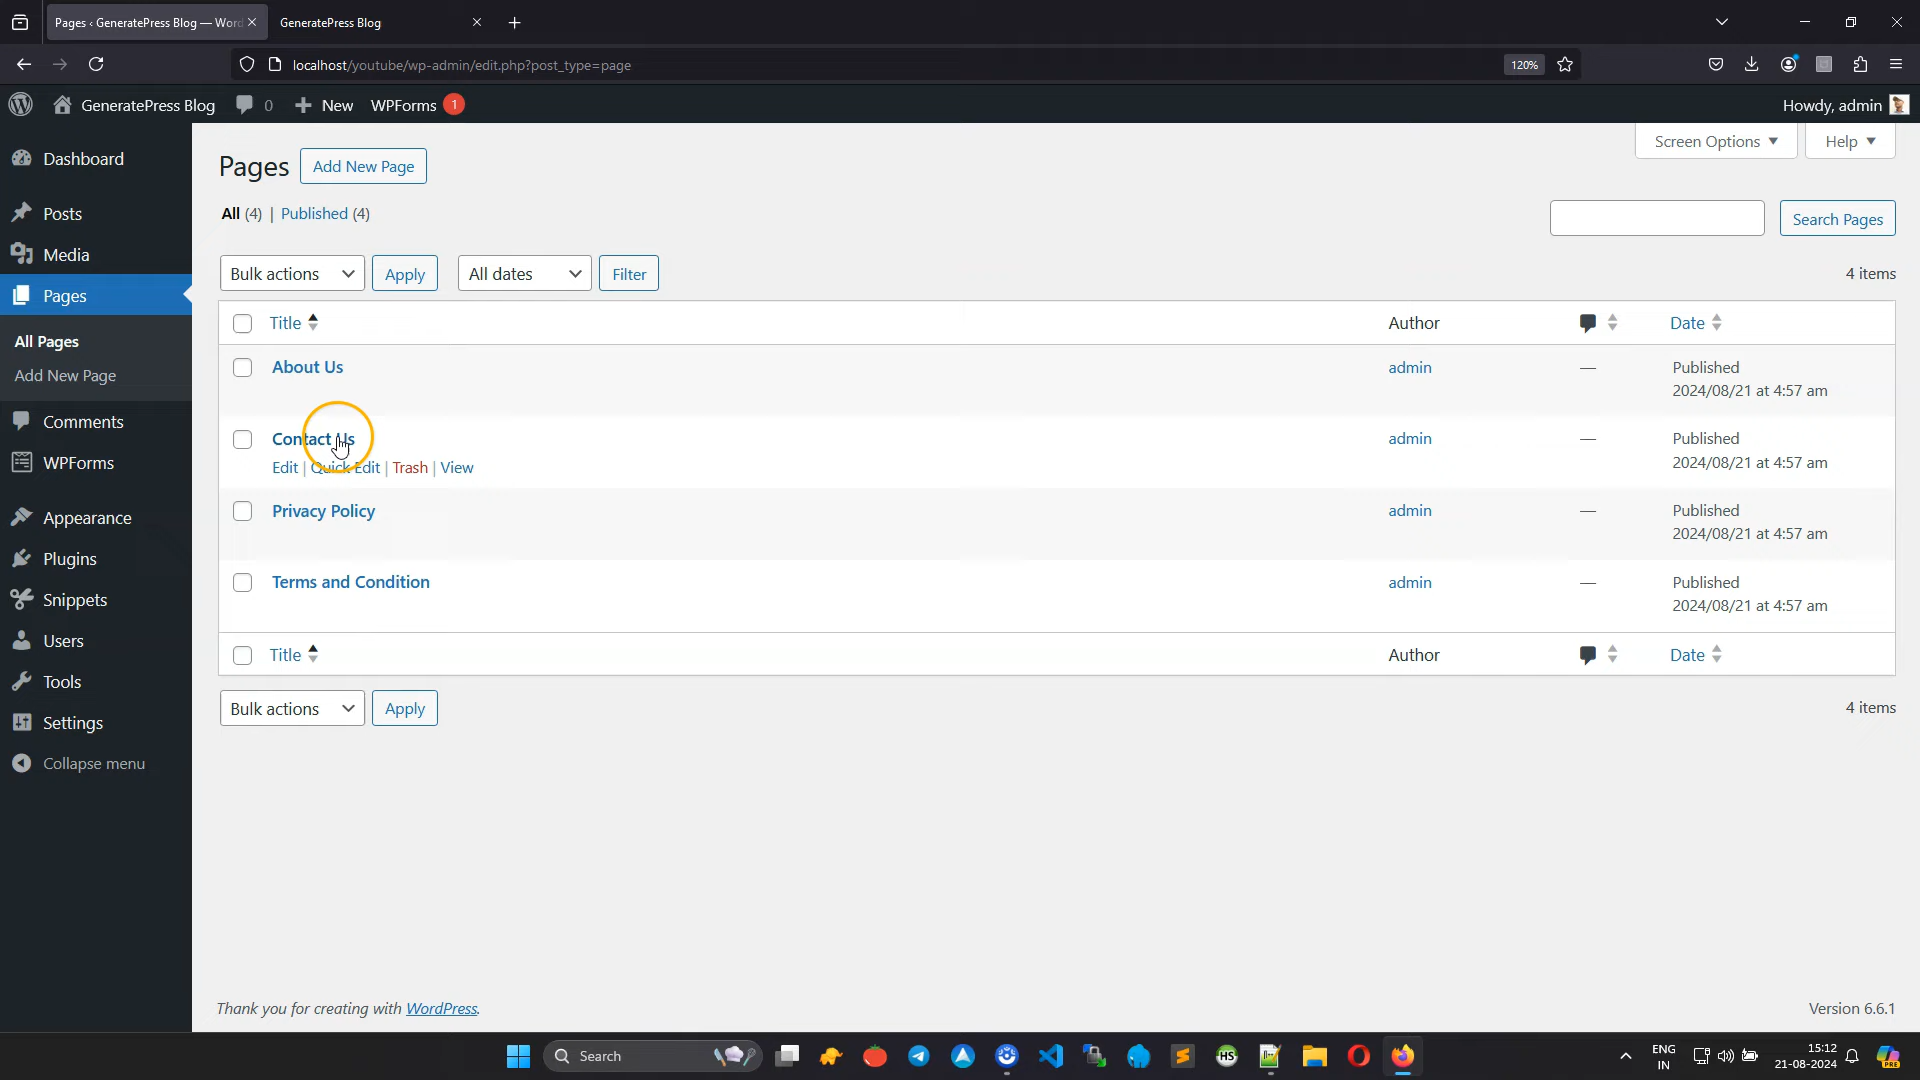 Pages ‹ GeneratePress Blog — Word
GeneratePress Blog
localhost/youtube/wp-admin/edit.php?post_type=page
120%
GeneratePress Blog
0
New
WPForms
1
Howdy, admin
Dashboard
Posts
Media
Pages
All Pages
Add New Page
Comments
WPForms
Appearance
Plugins
Snippets
Users
Tools
Settings
Collapse menu
Screen Options
Help
Pages
Add New Page
All (4) | Published (4)
Search Pages
Bulk actions
Apply
All dates
Filter
4 items
Title
Author
Date
About Us
admin
—
Published
2024/08/21 at 4:57 am
Contact Us
Edit | Quick Edit | Trash | View
admin
—
Published
2024/08/21 at 4:57 am
Privacy Policy
admin
—
Published
2024/08/21 at 4:57 am
Terms and Condition
admin
—
Published
2024/08/21 at 4:57 am
Title
Author
Date
Bulk actions
Apply
4 items
Thank you for creating with WordPress.
Version 6.6.1
Search
HS
ENG
IN
15:12
21-08-2024
PRE